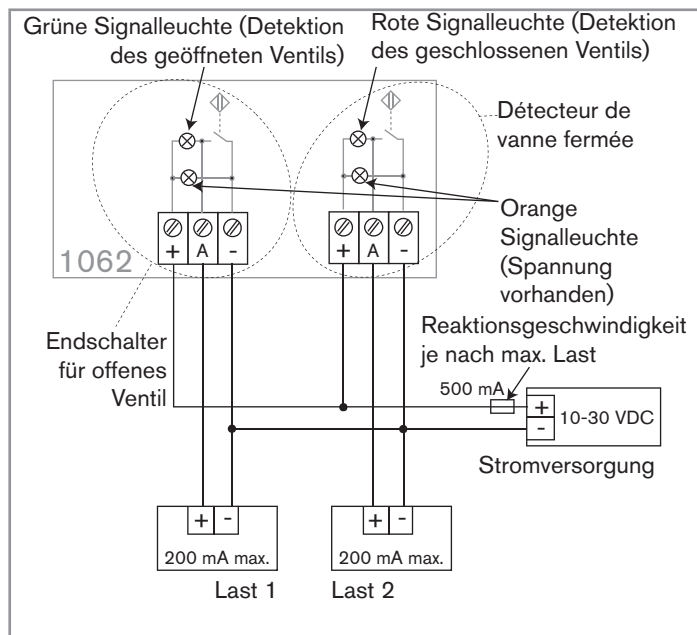 Grüne Signalleuchte (Detektion
des geöffneten Ventils)
Rote Signalleuchte (Detektion
des geschlossenen Ventils)
Détecteur de
vanne fermée
+ A -
+ A -
1062
Orange
Signalleuchte
(Spannung
vorhanden)
Endschalter
für offenes
Ventil
Reaktionsgeschwindigkeit
je nach max. Last
500 mA
+
-
10-30 VDC
Stromversorgung
+ -
200 mA max.
Last 1
+ -
200 mA max.
Last 2